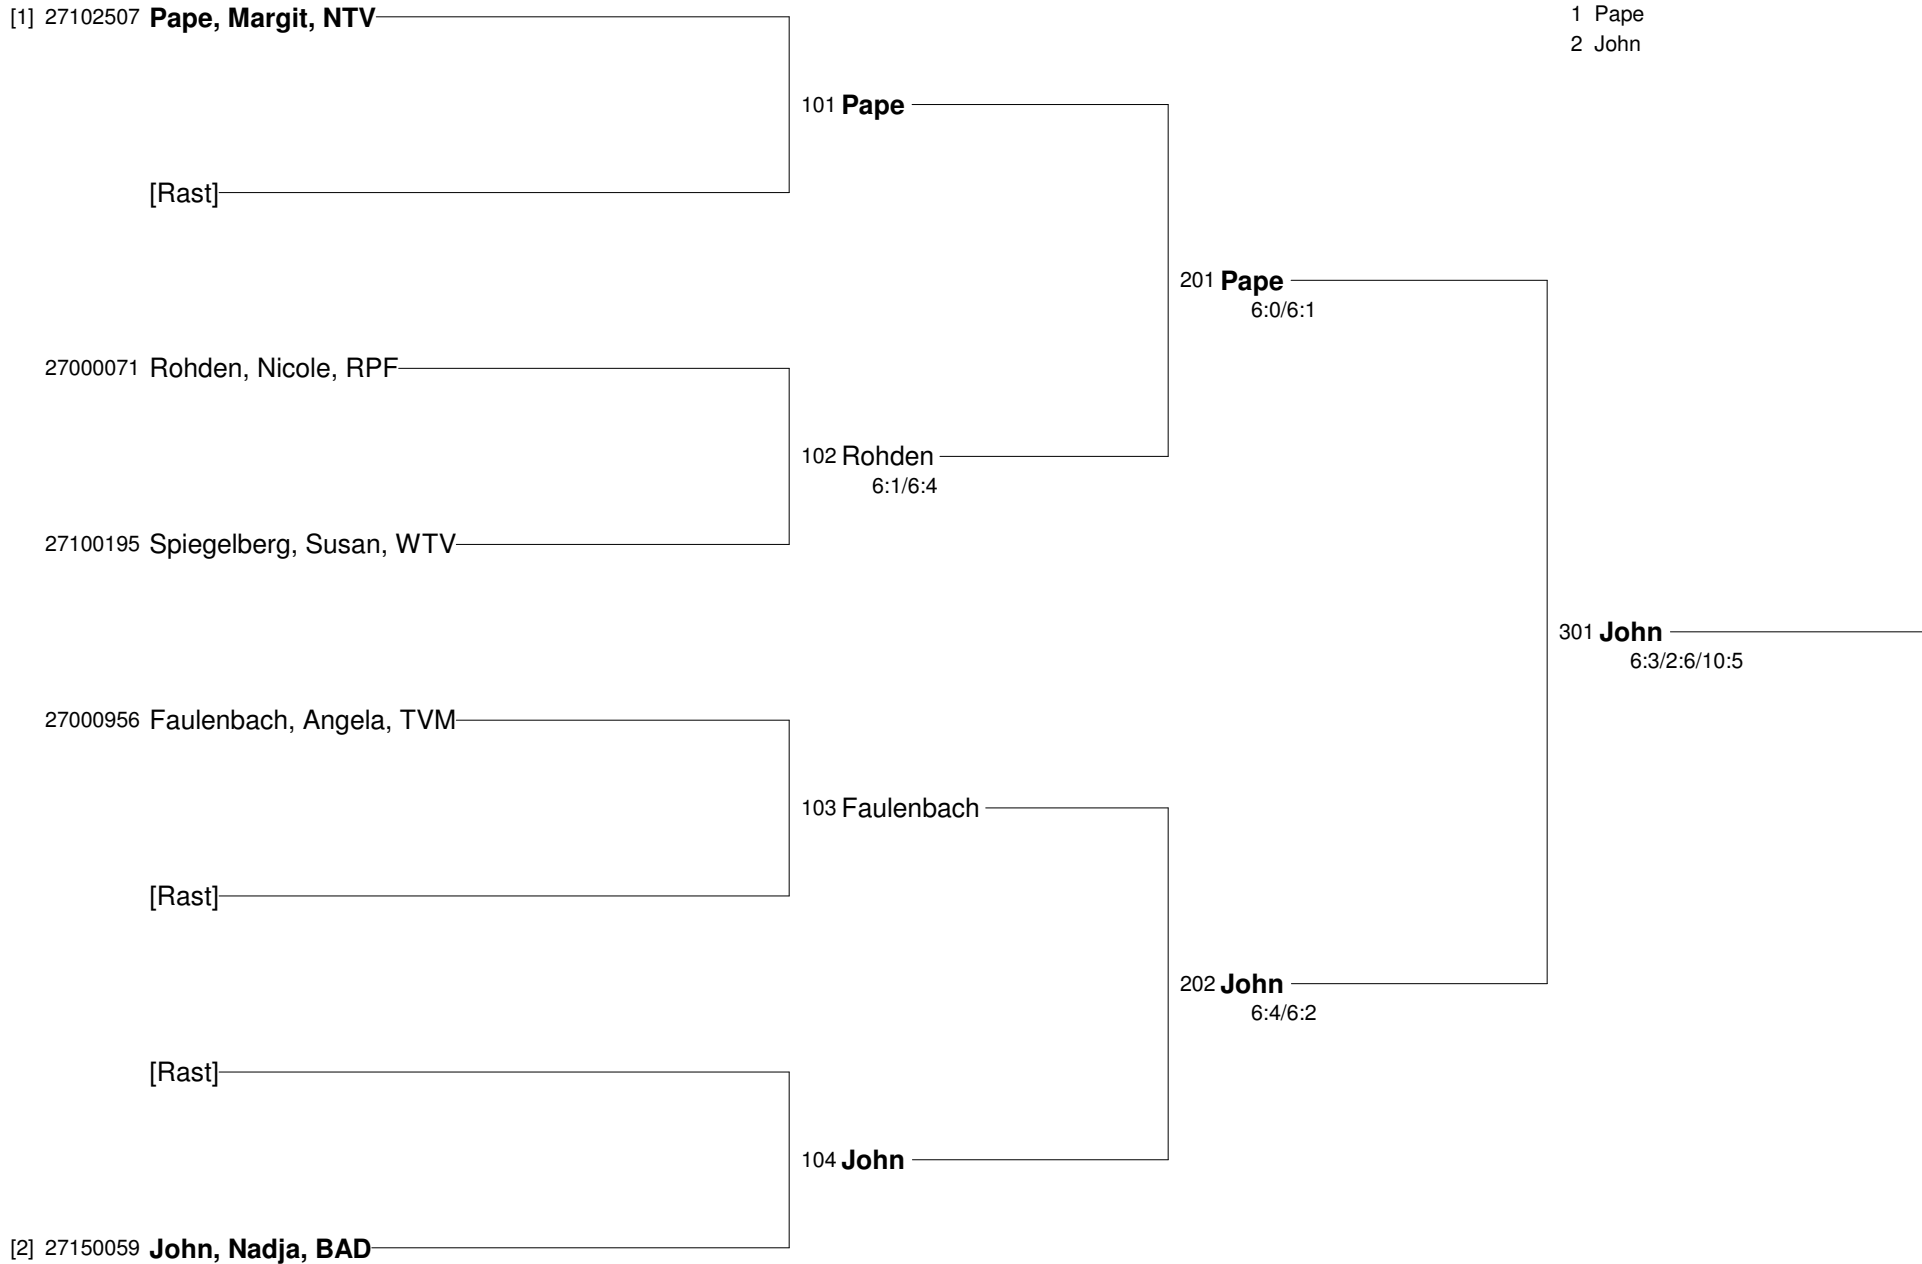 [1] 27102507 Pape, Margit, NTV
1 Pape
2 John
101 Pape
[Rast]
201 Pape
6:0/6:1
27000071 Rohden, Nicole, RPF
102 Rohden
6:1/6:4
27100195 Spiegelberg, Susan, WTV
301 John
6:3/2:6/10:5
27000956 Faulenbach, Angela, TVM
103 Faulenbach
[Rast]
202 John
6:4/6:2
[Rast]
104 John
[2] 27150059 John, Nadja, BAD